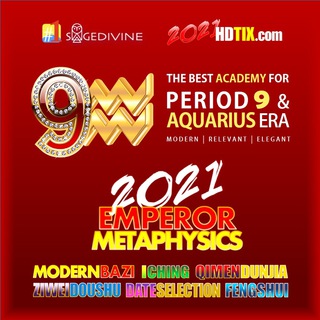 #1 SAGEDIVINE
2021HDTIX.com
9
THE BEST ACADEMY FOR
PERIOD 9 &
AQUARIUS ERA
MODERN | RELEVANT | ELEGANT
2021
EMPEROR
METAPHYSICS
MODERNBAZI ICHING QIMENDUNJIA
ZIWEIDOUSHU DATESELECTION FENGSHUI